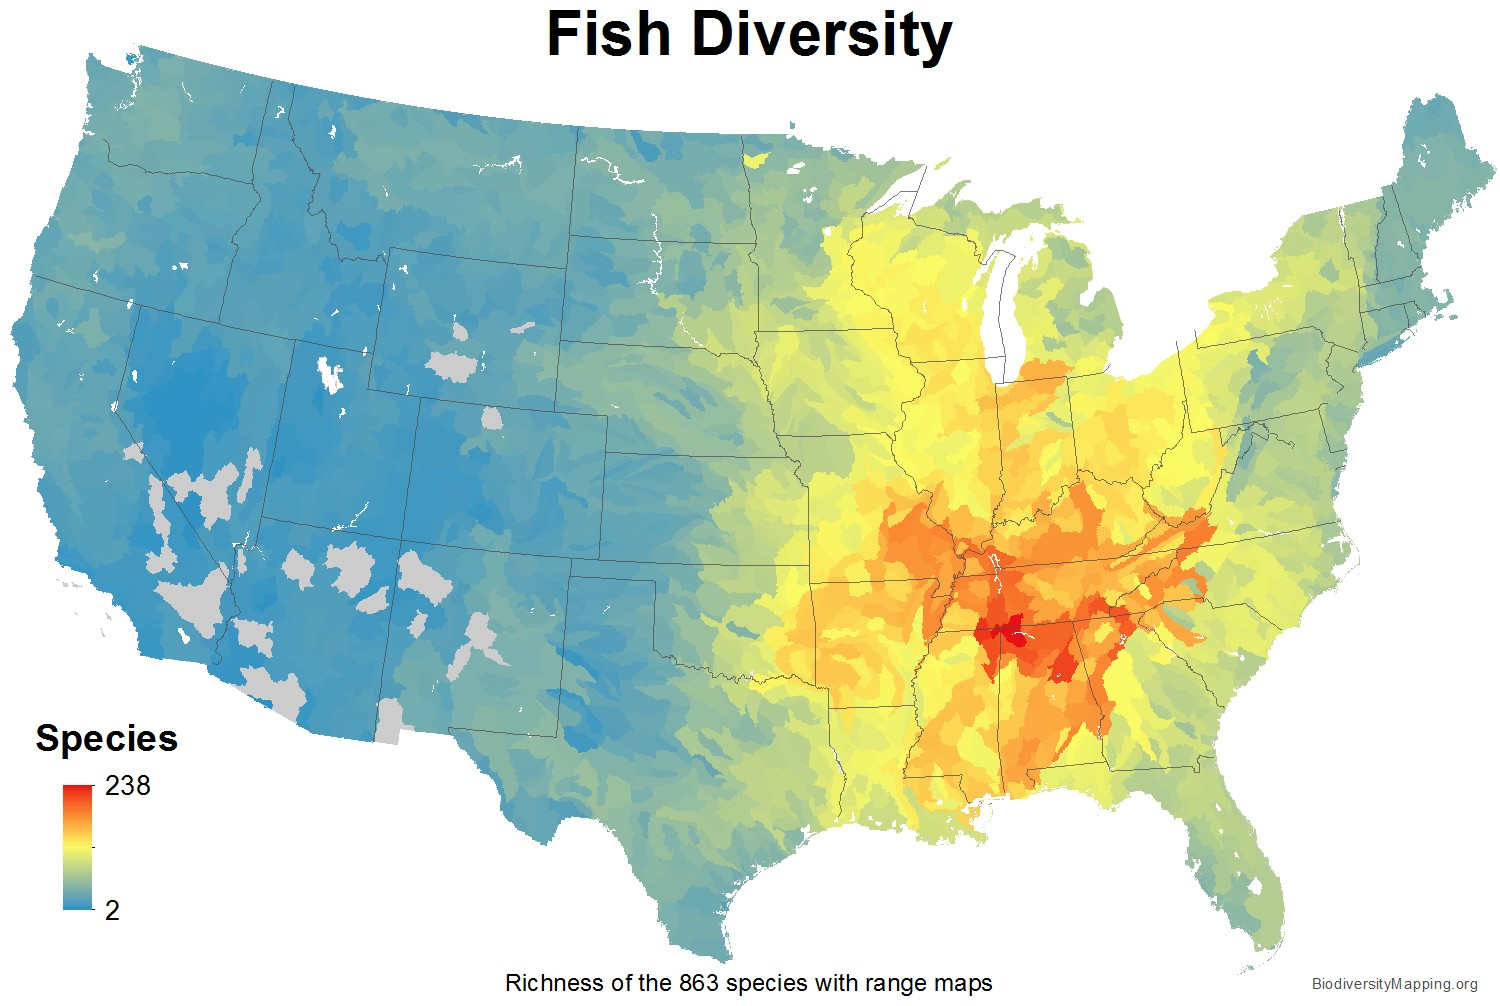 Fish Diversity
Species
238
2
Richness of the 863 species with range maps
BiodiversityMapping.org